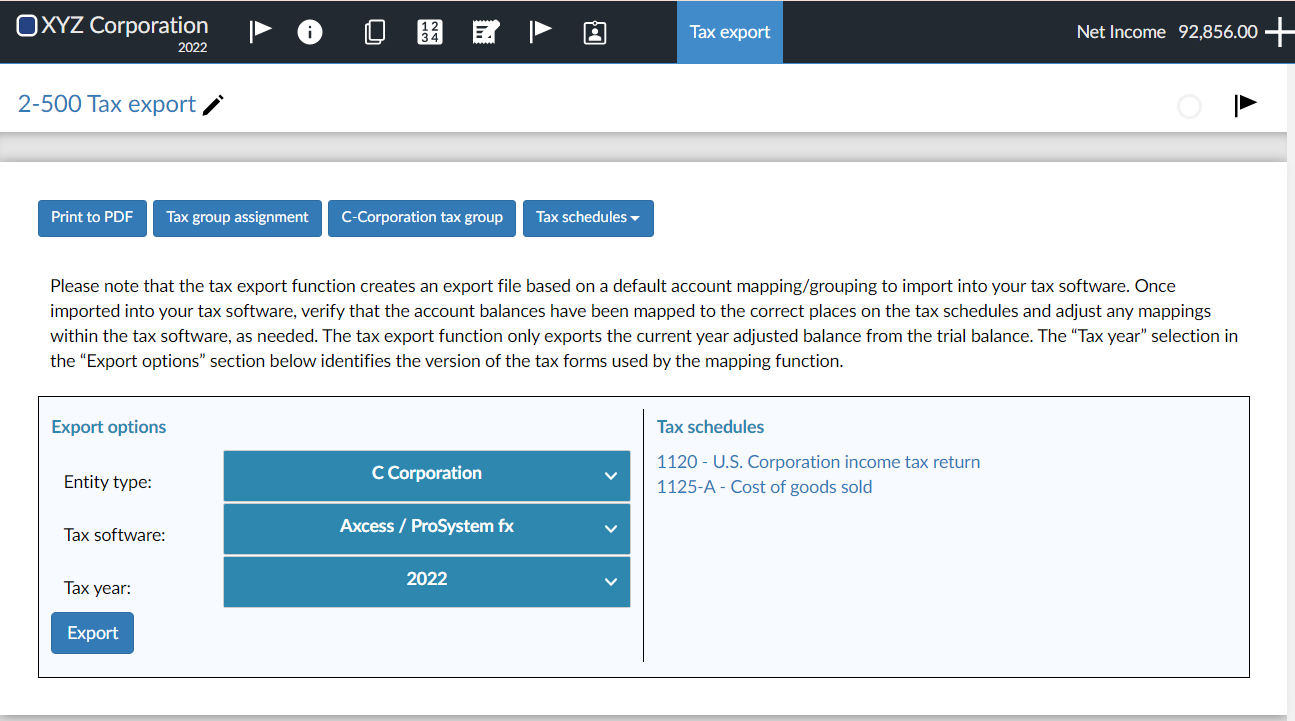 XYZ Corporation
2022
12
34
Tax export
Net Income 92,856.00
2-500 Tax export
Print to PDF
Tax group assignment
C-Corporation tax group
Tax schedules
Please note that the tax export function creates an export file based on a default account mapping/grouping to import into your tax software. Once
imported into your tax software, verify that the account balances have been mapped to the correct places on the tax schedules and adjust any mappings
within the tax software, as needed. The tax export function only exports the current year adjusted balance from the trial balance. The “Tax year” selection in
the “Export options” section below identifies the version of the tax forms used by the mapping function.
Export options
Entity type: C Corporation
Tax software: Axcess / ProSystem fx
Tax year: 2022
Export
Tax schedules
1120 - U.S. Corporation income tax return
1125-A - Cost of goods sold